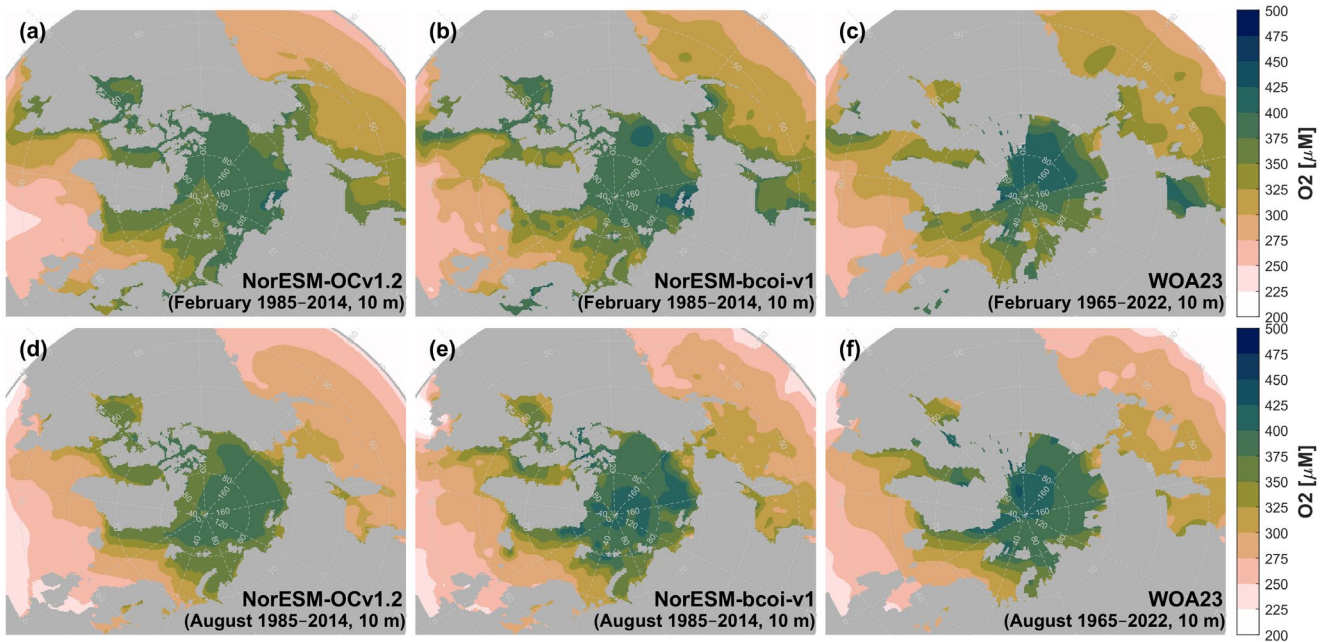 (a)
NorESM-OCv1.2
(February 1985–2014, 10 m)
(b)
NorESM-bcoi-v1
(February 1985–2014, 10 m)
(c)
WOA23
(February 1965–2022, 10 m)
500
475
450
425
400
375
350
325
300
275
250
225
200
O2 [μM]
(d)
NorESM-OCv1.2
(August 1985–2014, 10 m)
(e)
NorESM-bcoi-v1
(August 1985–2014, 10 m)
(f)
WOA23
(August 1965–2022, 10 m)
500
475
450
425
400
375
350
325
300
275
250
225
200
O2 [μM]